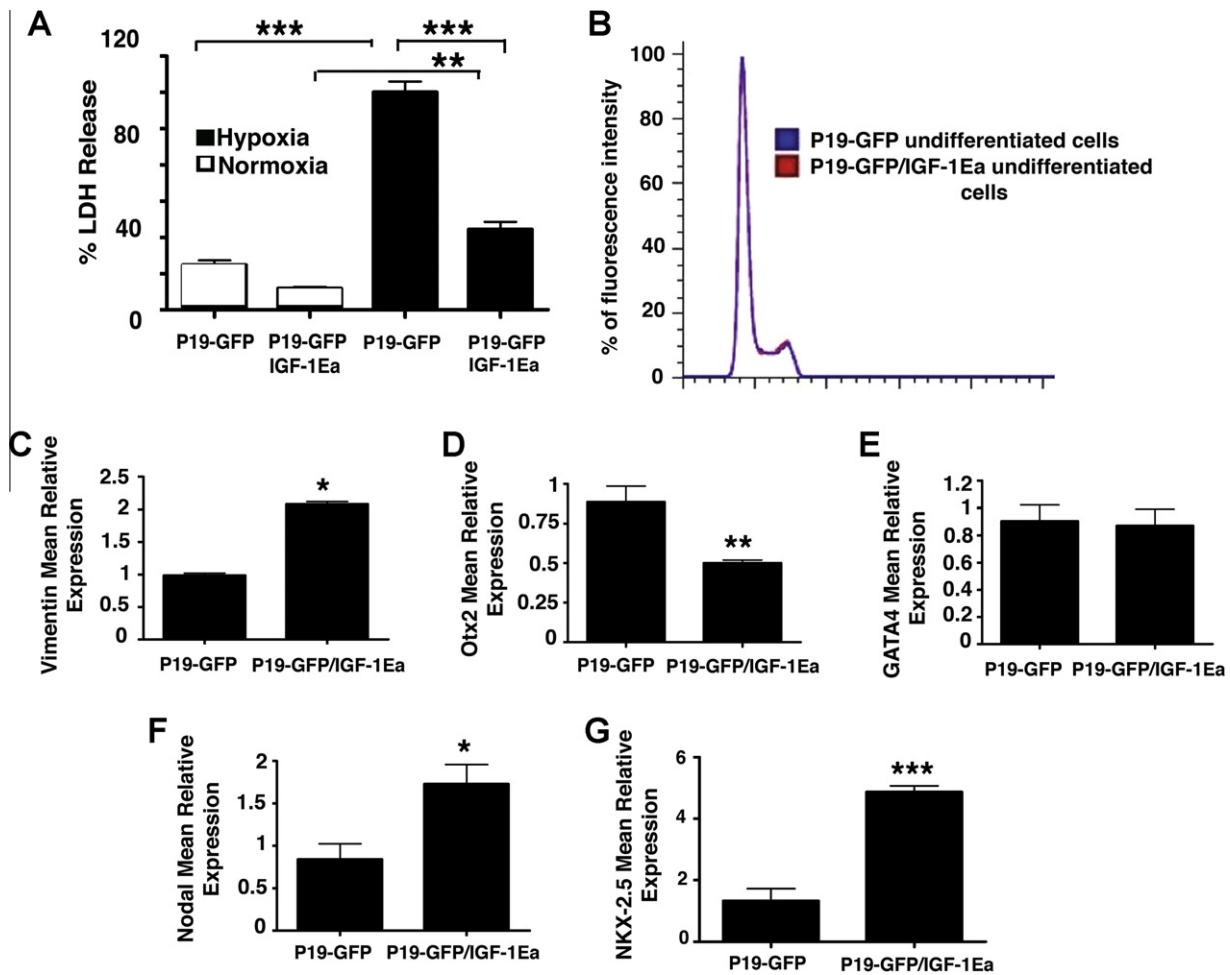 A
120
80
40
0
% LDH Release
***
***
**
Hypoxia
Normoxia
P19-GFP
P19-GFP
IGF-1Ea
P19-GFP
P19-GFP
IGF-1Ea
B
100
80
60
40
20
0
% of fluorescence intensity
P19-GFP undifferentiated cells
P19-GFP/IGF-1Ea undifferentiated
cells
C
Vimentin Mean Relative
Expression
2.5
2
1
0.5
0
*
P19-GFP
P19-GFP/IGF-1Ea
D
Otx2 Mean Relative
Expression
1
0.75
0.5
0.25
0
**
P19-GFP
P19-GFP/IGF-1Ea
E
GATA4 Mean Relative
Expression
1.2
1
0.8
0.6
0.4
0.2
0
P19-GFP
P19-GFP/IGF-1Ea
F
Nodal Mean Relative
Expression
2
1.5
1
0.5
0
*
P19-GFP
P19-GFP/IGF-1Ea
G
NKX-2.5 Mean Relative
Expression
6
4
2
0
***
P19-GFP
P19-GFP/IGF-1Ea